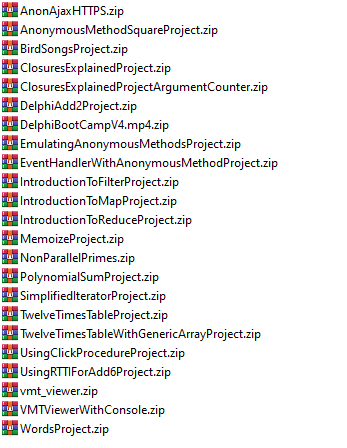 AnonAjaxHTTPS.zip
AnonymousMethodSquareProject.zip
BirdSongsProject.zip
ClosuresExplainedProject.zip
ClosuresExplainedProjectArgumentCounter.zip
DelphiAdd2Project.zip
DelphiBootCampV4.mp4.zip
EmulatingAnonymousMethodsProject.zip
EventHandlerWithAnonymousMethodProject.zip
IntroductionToFilterProject.zip
IntroductionToMapProject.zip
IntroductionToReduceProject.zip
MemoizeProject.zip
NonParallelPrimes.zip
PolynomialSumProject.zip
SimplifiedIteratorProject.zip
TwelveTimesTableProject.zip
TwelveTimesTableWithGenericArrayProject.zip
UsingClickProcedureProject.zip
UsingRTTIForAdd6Project.zip
vmt_viewer.zip
VMTViewerWithConsole.zip
WordsProject.zip